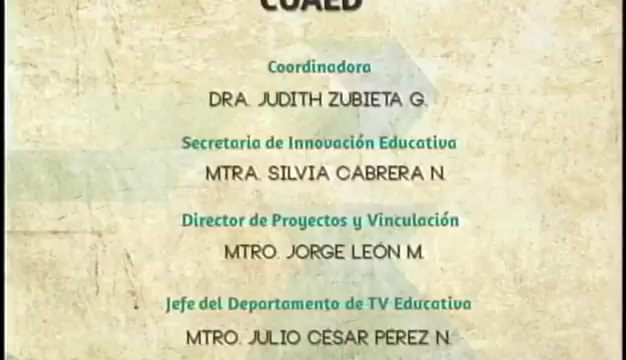 CUAED
Coordinadora
DRA. JUDITH ZUBIETA G.
Secretaria de Innovación Educativa
MTRA. SILVIA CABRERA N.
Director de Proyectos y Vinculación
MTRO. JORGE LEÓN M.
Jefe del Departamento de TV Educativa
MTRO. JULIO CÉSAR PÉREZ N.